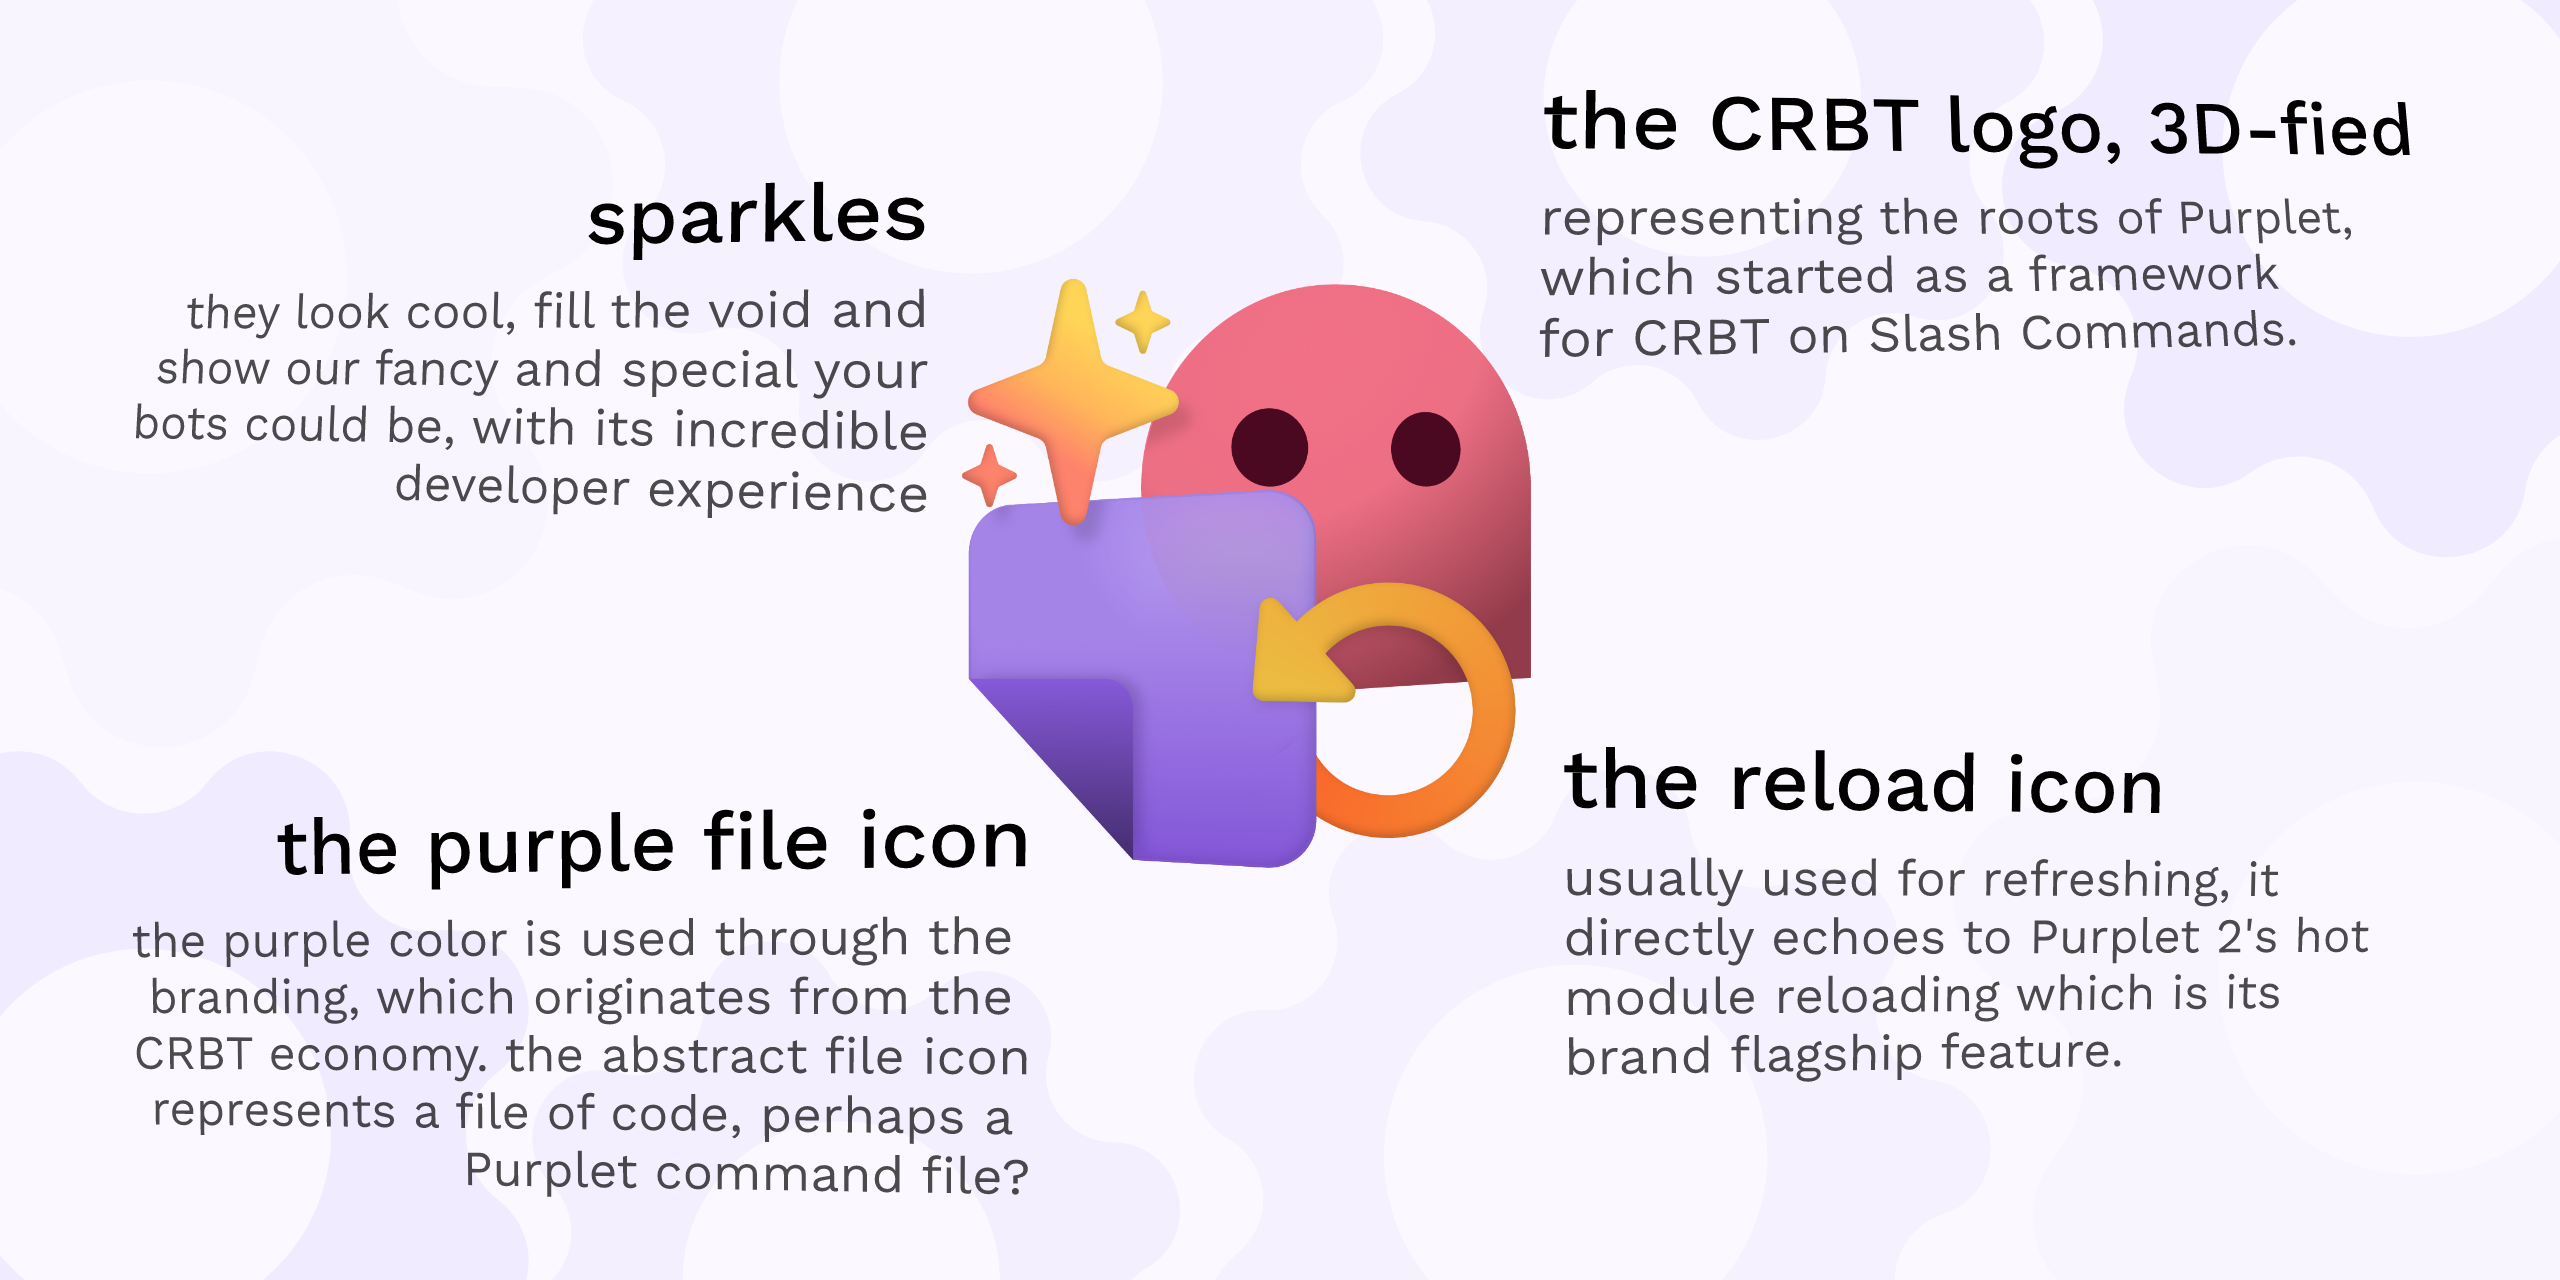 sparkles
they look cool, fill the void and
show our fancy and special your
bots could be, with its incredible
developer experience
the CRBT logo, 3D-fied
representing the roots of Purplet,
which started as a framework
for CRBT on Slash Commands.
the purple file icon
the purple color is used through the
branding, which originates from the
CRBT economy. the abstract file icon
represents a file of code, perhaps a
Purplet command file?
the reload icon
usually used for refreshing, it
directly echoes to Purplet 2's hot
module reloading which is its
brand flagship feature.